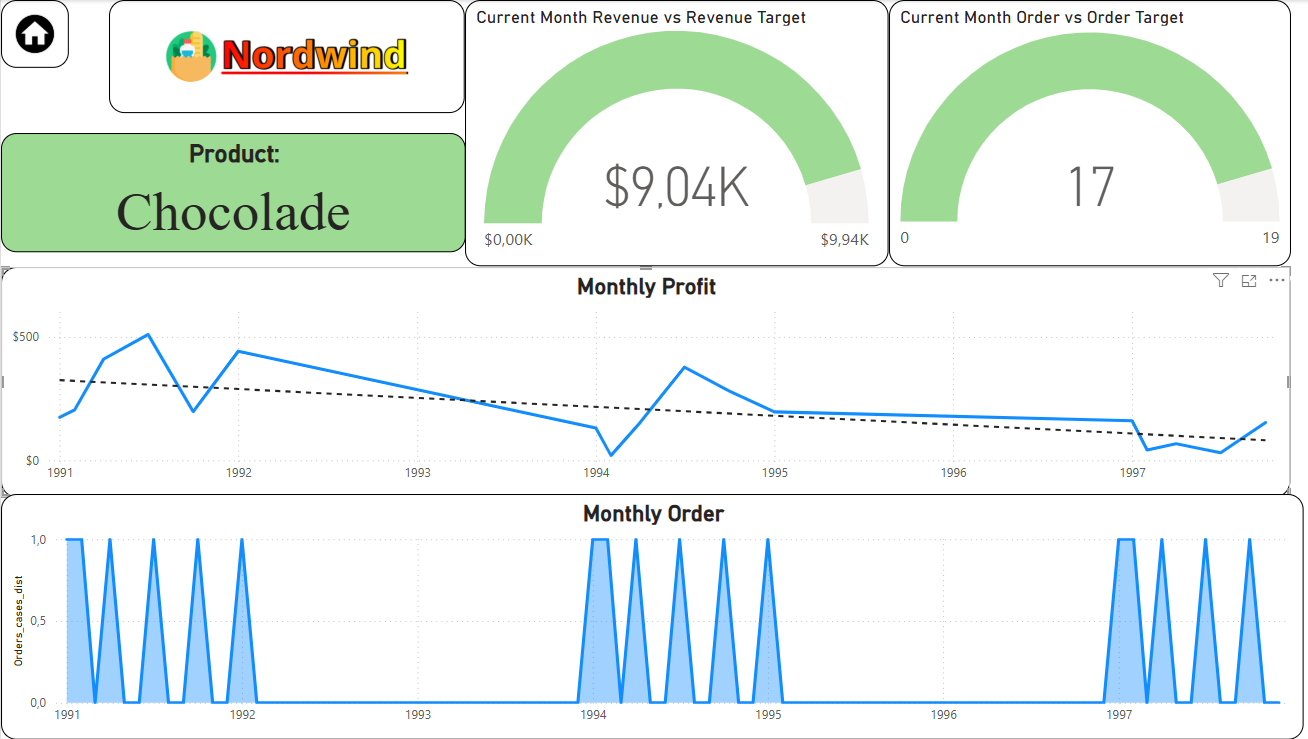 Nordwind
Product:
Chocolade
Current Month Revenue vs Revenue Target
$9,04K
$0,00K
$9,94K
Current Month Order vs Order Target
17
0
19
Monthly Profit
$500
$0
1991
1992
1993
1994
1995
1996
1997
Monthly Order
Orders_cases_dist
1,0
0,5
0,0
1991
1992
1993
1994
1995
1996
1997